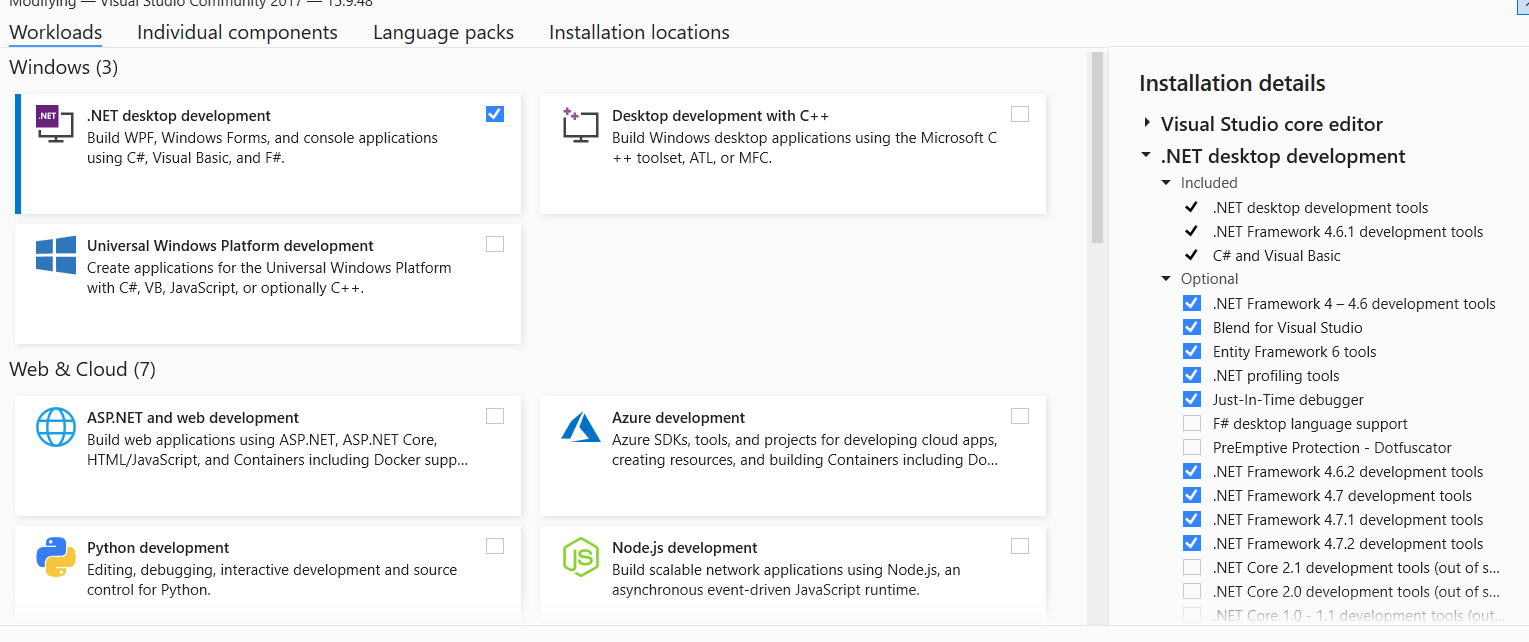 Modifying — Visual Studio Community 2017 — 15.9.48
Workloads
Individual components
Language packs
Installation locations
Windows (3)
.NET
.NET desktop development
Build WPF, Windows Forms, and console applications
using C#, Visual Basic, and F#.
Desktop development with C++
Build Windows desktop applications using the Microsoft C
++ toolset, ATL, or MFC.
Universal Windows Platform development
Create applications for the Universal Windows Platform
with C#, VB, JavaScript, or optionally C++.
Web & Cloud (7)
ASP.NET and web development
Build web applications using ASP.NET, ASP.NET Core,
HTML/JavaScript, and Containers including Docker supp...
Azure development
Azure SDKs, tools, and projects for developing cloud apps,
creating resources, and building Containers including Do...
Python development
Editing, debugging, interactive development and source
control for Python.
JS
Node.js development
Build scalable network applications using Node.js, an
asynchronous event-driven JavaScript runtime.
Installation details
Visual Studio core editor
.NET desktop development
Included
.NET desktop development tools
.NET Framework 4.6.1 development tools
C# and Visual Basic
Optional
.NET Framework 4 – 4.6 development tools
Blend for Visual Studio
Entity Framework 6 tools
.NET profiling tools
Just-In-Time debugger
F# desktop language support
PreEmptive Protection - Dotfuscator
.NET Framework 4.6.2 development tools
.NET Framework 4.7 development tools
.NET Framework 4.7.1 development tools
.NET Framework 4.7.2 development tools
.NET Core 2.1 development tools (out of s...
.NET Core 2.0 development tools (out of s...
.NET Core 1.0 - 1.1 development tools (out...